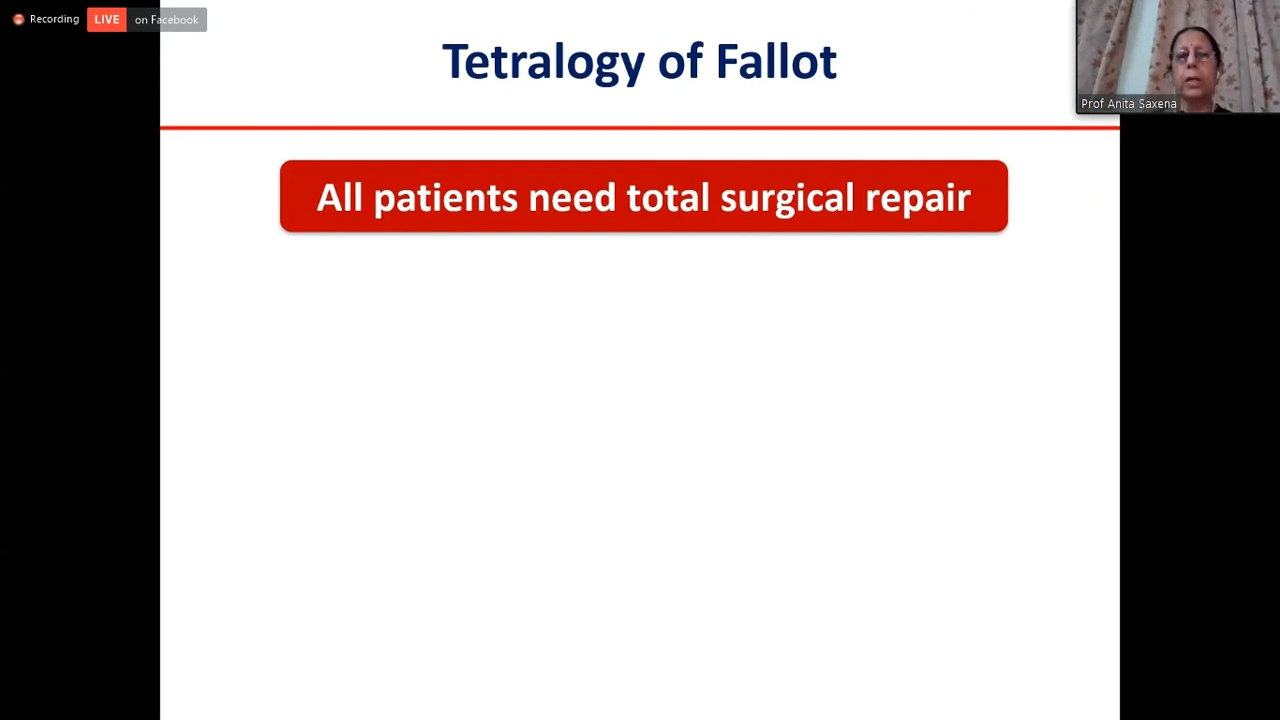 Recording
LIVE on Facebook
Tetralogy of Fallot
Prof Anita Saxena
All patients need total surgical repair